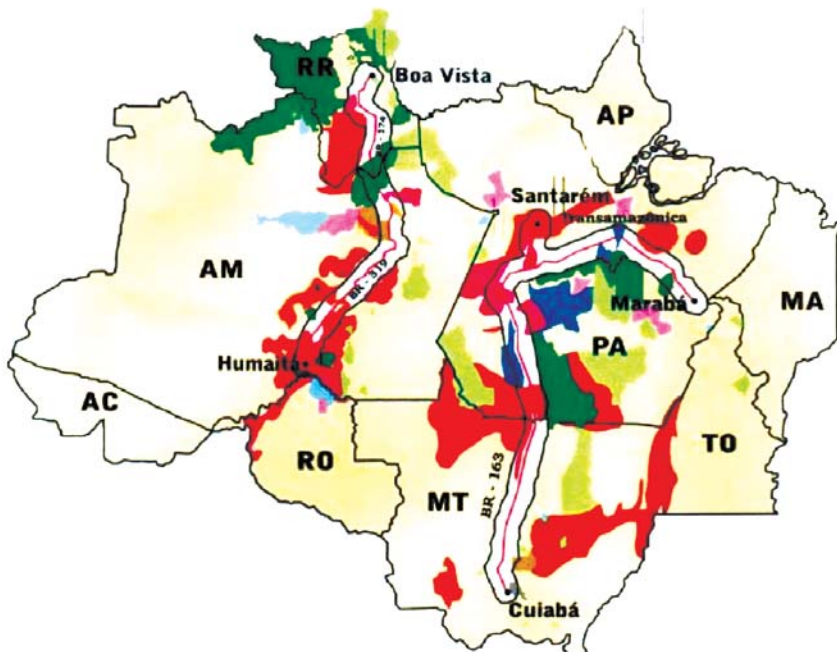 RR
Boa Vista
BR - 174
AP
Santarém
Transamazônica
AM
BR - 319
Marabá
MA
PA
Humaitá
AC
TO
RO
MT
BR - 163
Cuiabá